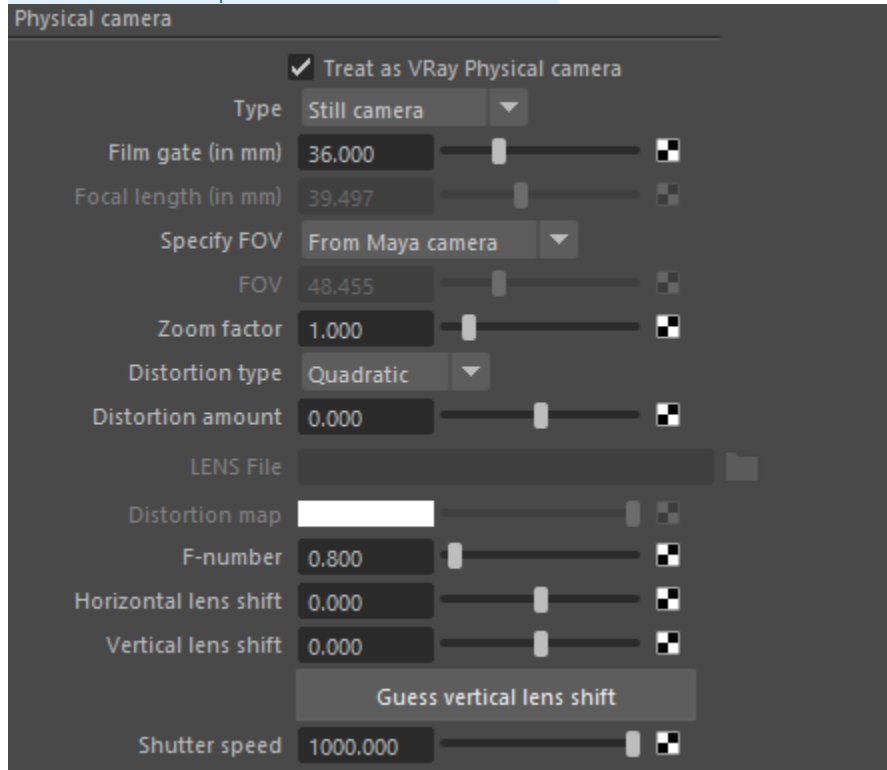 Physical camera
Treat as VRay Physical camera
Type Still camera
Film gate (in mm) 36.000
Focal length (in mm) 39.497
Specify FOV From Maya camera
FOV 48.455
Zoom factor 1.000
Distortion type Quadratic
Distortion amount 0.000
LENS File
Distortion map
F-number 0.800
Horizontal lens shift 0.000
Vertical lens shift 0.000
Guess vertical lens shift
Shutter speed 1000.000